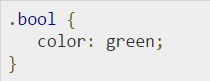 .bool {
   color: green;
}